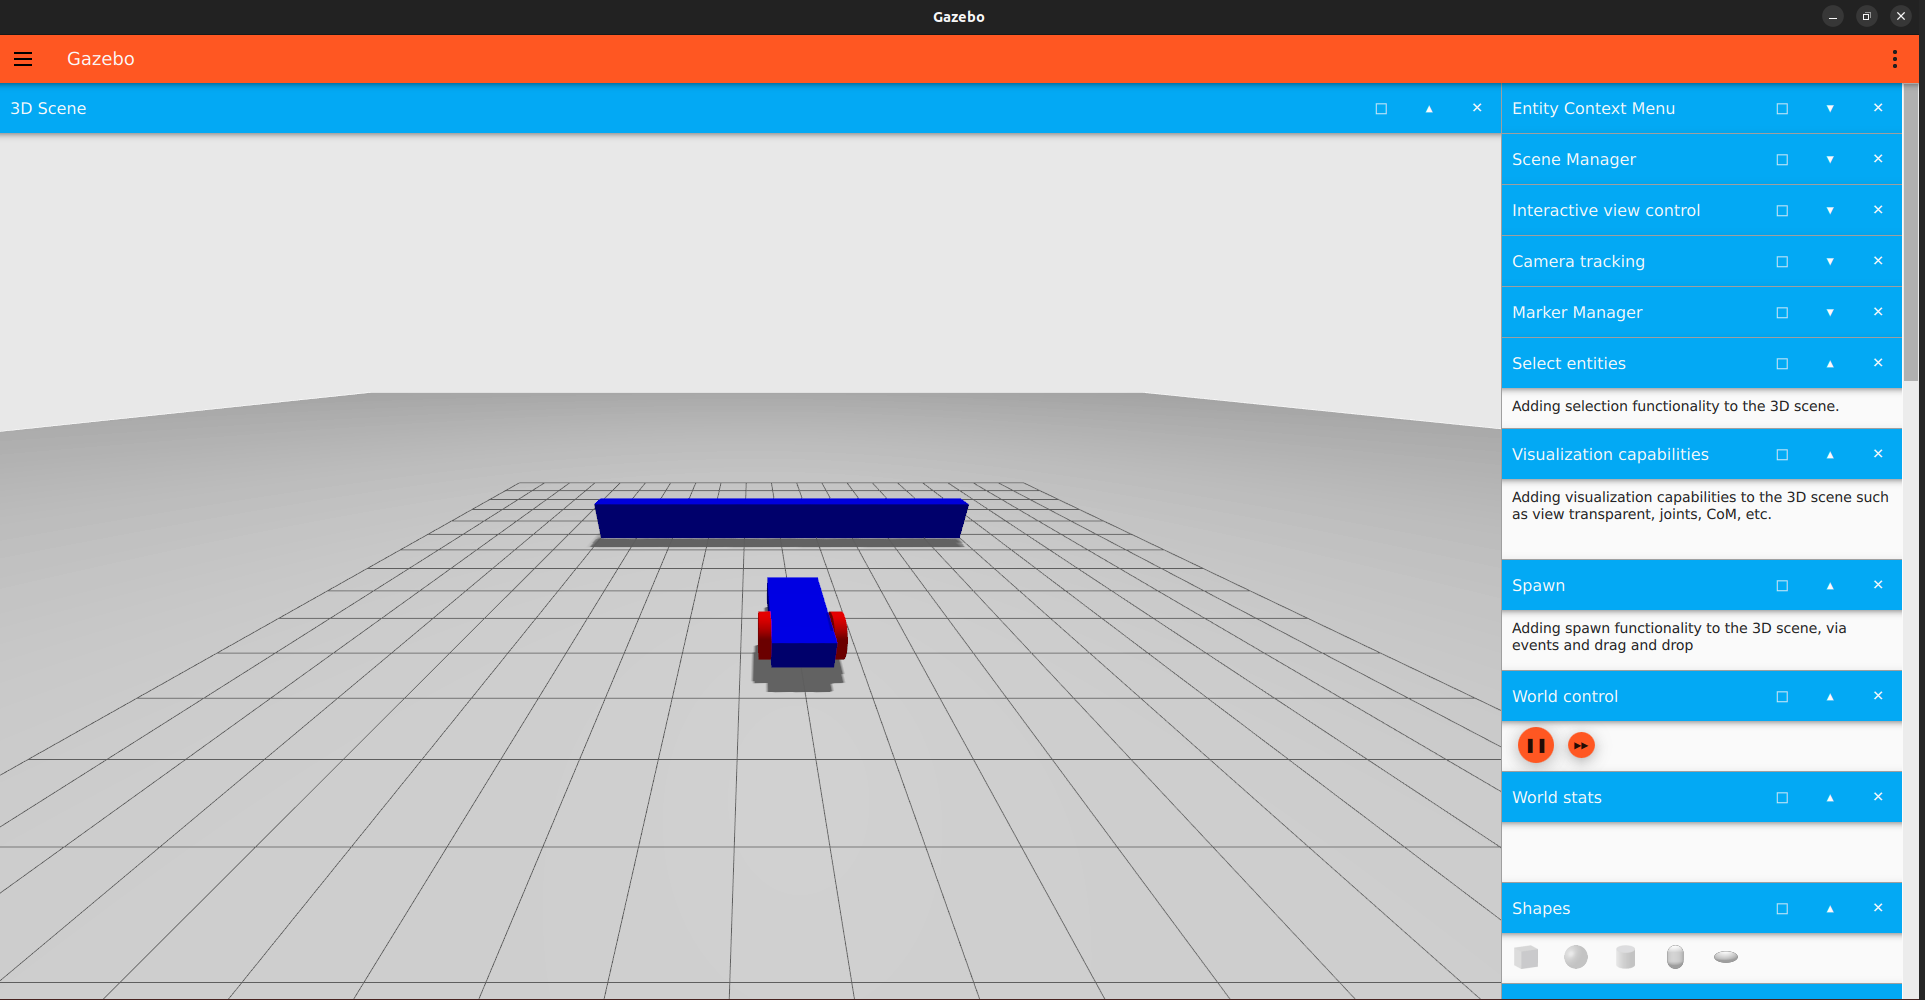 Gazebo
Gazebo
3D Scene
Entity Context Menu
Scene Manager
Interactive view control
Camera tracking
Marker Manager
Select entities
Adding selection functionality to the 3D scene.
Visualization capabilities
Adding visualization capabilities to the 3D scene such
as view transparent, joints, CoM, etc.
Spawn
Adding spawn functionality to the 3D scene, via
events and drag and drop
World control
World stats
Shapes